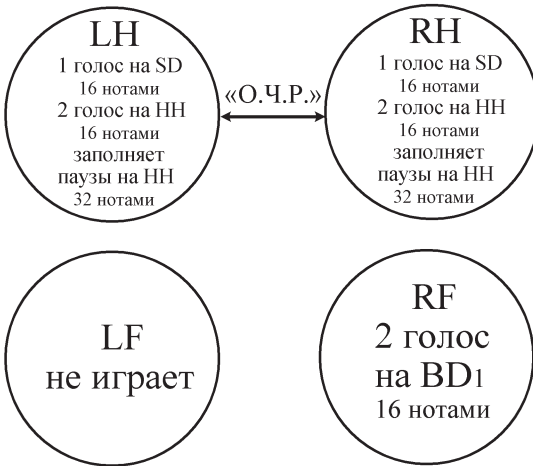 LH
1 голос на SD
16 нотами
2 голос на HH
16 нотами
заполняет
паузы на HH
32 нотами
«О.Ч.Р.»
RH
1 голос на SD
16 нотами
2 голос на HH
16 нотами
заполняет
паузы на HH
32 нотами
LF
не играет
RF
2 голос
на BD1
16 нотами